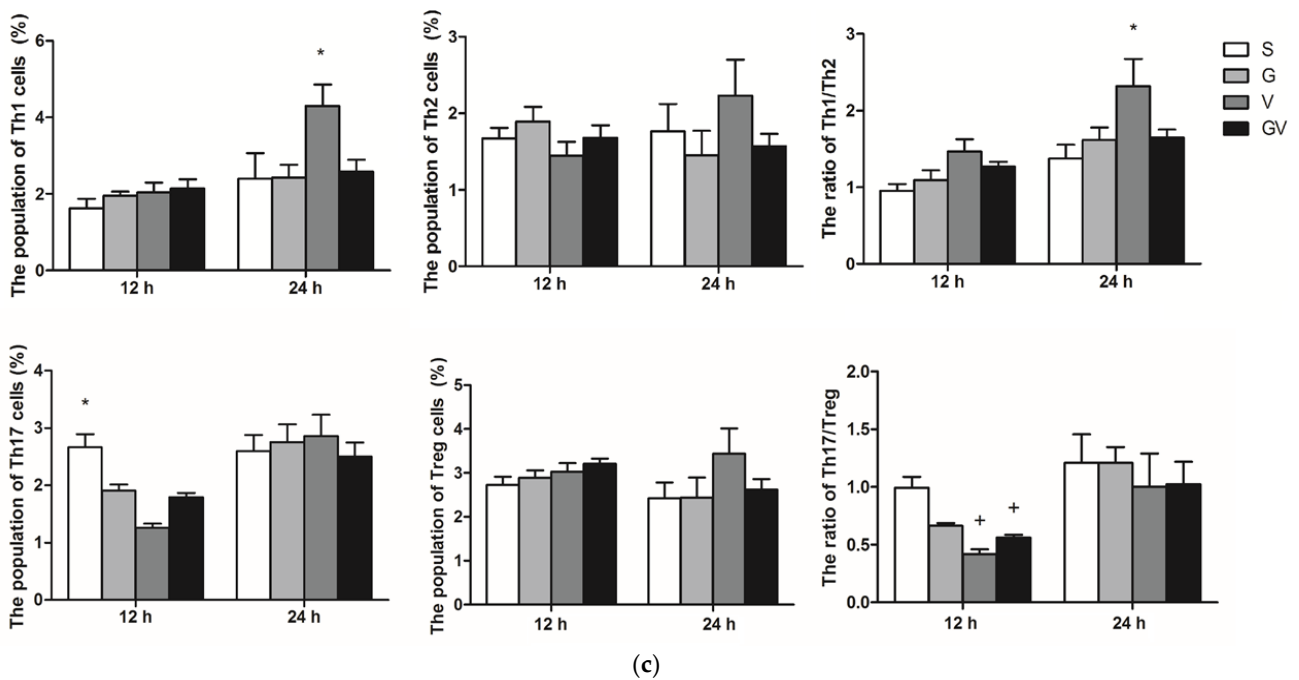 The population of Th1 cells (%)
6
4
2
0
*
12 h
24 h
The population of Th2 cells (%)
3
2
1
0
12 h
24 h
The ratio of Th1/Th2
3
2
1
0
*
12 h
24 h
S
G
V
GV
The population of Th17 cells (%)
4
3
2
1
0
*
12 h
24 h
The population of Treg cells (%)
5
4
3
2
1
0
12 h
24 h
The ratio of Th17/Treg
2.0
1.5
1.0
0.5
0.0
+
+
12 h
24 h
(c)